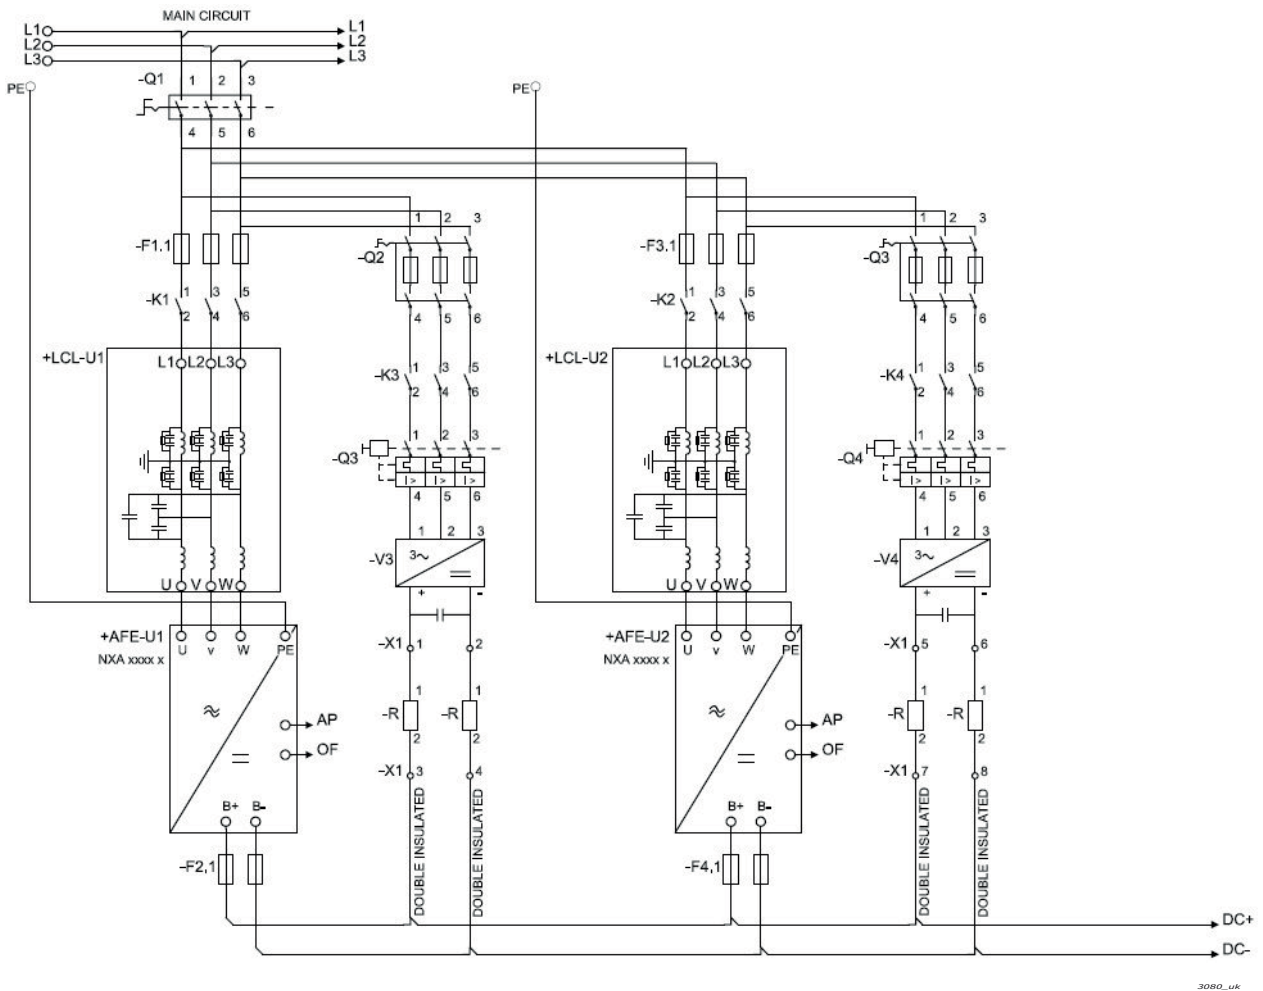 MAIN CIRCUIT
L1 L1
L2 L2
L3 L3
-Q1 1 2 3
PE PE
4 5 6
1 2 3 1 2 3
-F1.1 -Q2 -F3.1 -Q3
-K1 1 3 5 -K2 1 3 5
2 4 6 2 4 6
4 5 6 4 5 6
+LCL-U1 L1 L2 L3 +LCL-U2 L1 L2 L3
-K3 1 3 5 -K4 1 3 5
2 4 6 2 4 6
1 2 3 1 2 3
-Q3 -Q4
I> I> I> I> I> I>
4 5 6 4 5 6
1 2 3 1 2 3
-V3 3~ -V4 3~
U V W U V W
+ - + -
+AFE-U1 +AFE-U2
NXA xxxx x U v W PE NXA xxxx x U v W PE
-X1 1 2 -X1 5 6
1 1 1 1
-R -R -R -R
AP AP
2 2 2 2
OF OF
-X1 3 4 -X1 7 8
B+ B- B+ B-
DOUBLE INSULATED
DOUBLE INSULATED
DOUBLE INSULATED
DOUBLE INSULATED
-F2,1 -F4,1
DC+
DC-
3080_uk